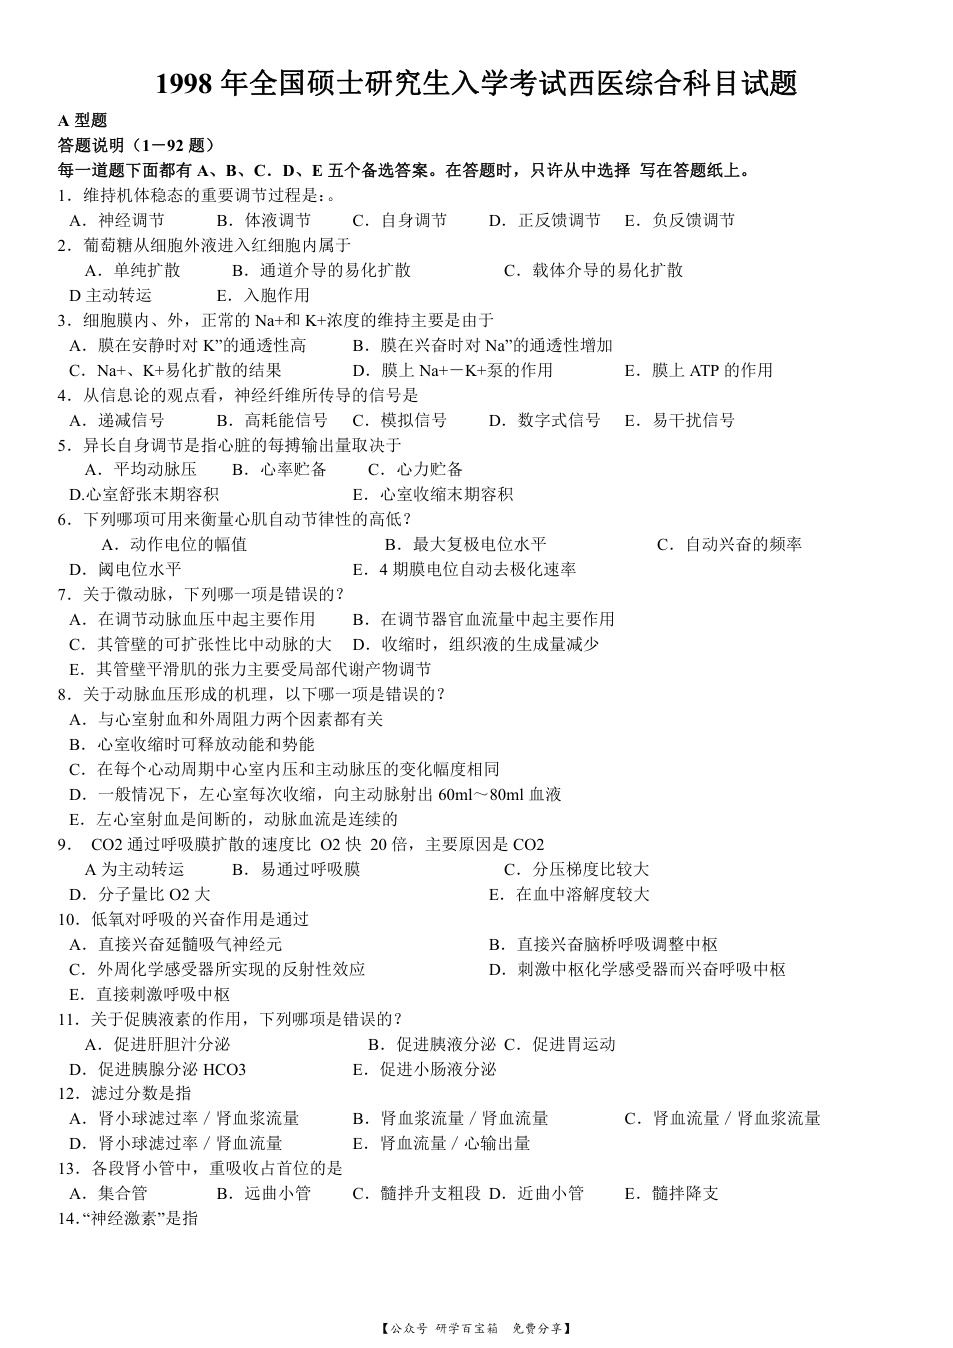 1998 年全国硕士研究生入学考试西医综合科目试题
A 型题
答题说明（1－92 题）
每一道题下面都有 A、B、C．D、E 五个备选答案。在答题时，只许从中选择 写在答题纸上。
1．维持机体稳态的重要调节过程是:。
A．神经调节 B．体液调节 C．自身调节 D．正反馈调节 E．负反馈调节
2．葡萄糖从细胞外液进入红细胞内属于
A．单纯扩散 B．通道介导的易化扩散 C．载体介导的易化扩散
D 主动转运 E．入胞作用
3．细胞膜内、外，正常的 Na+和 K+浓度的维持主要是由于
A．膜在安静时对 K”的通透性高 B．膜在兴奋时对 Na”的通透性增加
C．Na+、K+易化扩散的结果 D．膜上 Na+－K+泵的作用 E．膜上 ATP 的作用
4．从信息论的观点看，神经纤维所传导的信号是
A．递减信号 B．高耗能信号 C．模拟信号 D．数字式信号 E．易干扰信号
5．异长自身调节是指心脏的每搏输出量取决于
A．平均动脉压 B．心率贮备 C．心力贮备
D.心室舒张末期容积 E．心室收缩末期容积
6．下列哪项可用来衡量心肌自动节律性的高低？
A．动作电位的幅值 B．最大复极电位水平 C．自动兴奋的频率
D．阈电位水平 E．4 期膜电位自动去极化速率
7．关于微动脉，下列哪一项是错误的？
A．在调节动脉血压中起主要作用 B．在调节器官血流量中起主要作用
C．其管壁的可扩张性比中动脉的大 D．收缩时，组织液的生成量减少
E．其管壁平滑肌的张力主要受局部代谢产物调节
8．关于动脉血压形成的机理，以下哪一项是错误的？
A．与心室射血和外周阻力两个因素都有关
B．心室收缩时可释放动能和势能
C．在每个心动周期中心室内压和主动脉压的变化幅度相同
D．一般情况下，左心室每次收缩，向主动脉射出 60ml～80ml 血液
E．左心室射血是间断的，动脉血流是连续的
9． CO2 通过呼吸膜扩散的速度比 O2 快 20 倍，主要原因是 CO2
A 为主动转运 B．易通过呼吸膜 C．分压梯度比较大
D．分子量比 O2 大 E．在血中溶解度较大
10．低氧对呼吸的兴奋作用是通过
A．直接兴奋延髓吸气神经元 B．直接兴奋脑桥呼吸调整中枢
C．外周化学感受器所实现的反射性效应 D．刺激中枢化学感受器而兴奋呼吸中枢
E．直接刺激呼吸中枢
11．关于促胰液素的作用，下列哪项是错误的？
A．促进肝胆汁分泌 B．促进胰液分泌 C．促进胃运动
D．促进胰腺分泌 HCO3 E．促进小肠液分泌
12．滤过分数是指
A．肾小球滤过率／肾血浆流量 B．肾血浆流量／肾血流量 C．肾血流量／肾血浆流量
D．肾小球滤过率／肾血流量 E．肾血流量／心输出量
13．各段肾小管中，重吸收占首位的是
A．集合管 B．远曲小管 C．髓拌升支粗段 D．近曲小管 E．髓拌降支
14．“神经激素”是指
【公众号 研学百宝箱 免费分享】